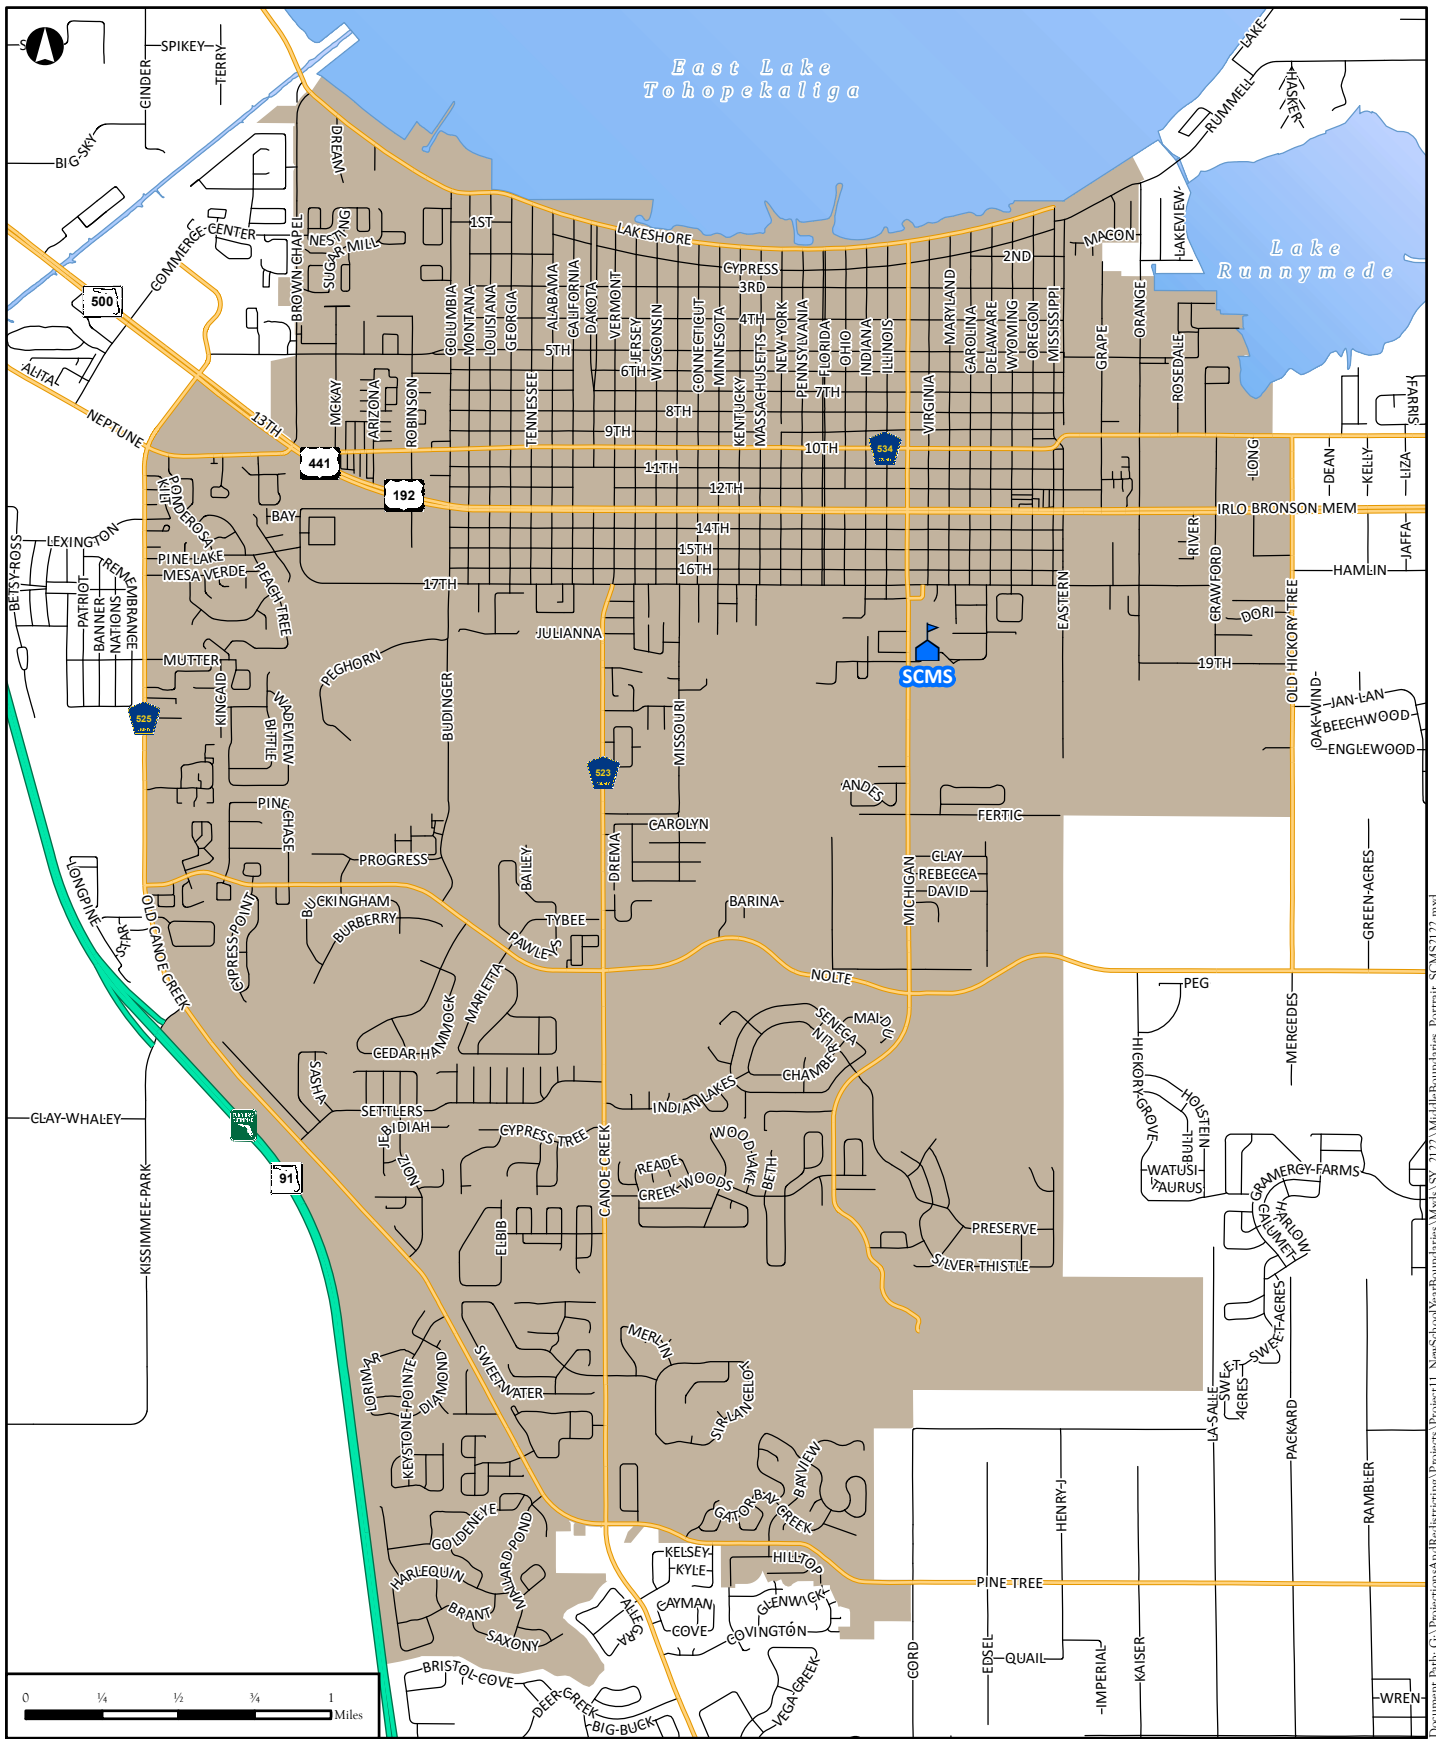 SPIKEY
TERRY
CINDER
BIG-SKY
East Lake
Tohopekaliga
LAKE
RUMMELL
HASKER
DREAM
COMMERCE-CENTER
BROWN CHAPEL
NESTING
SUGAR MILL
1ST
LAKESHORE
MACON
LAKEVIEW
Lake
Runnymede
CYPRESS
2ND
3RD
4TH
5TH
6TH
7TH
8TH
9TH
10TH
11TH
12TH
13TH
14TH
15TH
16TH
17TH
500
COLUMBIA
MONTANA
LOUISIANA
GEORGIA
TENNESSEE
ALABAMA
CALIFORNIA
DAKOTA
VERMONT
JERSEY
WISCONSIN
CONNECTICUT
MINNESOTA
KENTUCKY
MASSACHUSETTS
NEW-YORK
PENNSYLVANIA
FLORIDA
OHIO
INDIANA
ILLINOIS
VIRGINIA
MARYLAND
CAROLINA
DELAWARE
WYOMING
OREGON
MISSISSIPPI
GRAPE
ORANGE
ROSEDALE
FARRIS
ALITAL
NEPTUNE
MCKAY
ARIZONA
ROBINSON
441
192
534
LONG
DEAN
KELLY
LIZA
IRLO BRONSON MEM
KILT
PONDEROSA
BAY
LEXINGTON
BETSY-ROSS
PATRIOT
BANNER
NATIONS
REMEMBRANCE
PINE-LAKE
MESA VERDE
PEACH-TREE
RIVER
CRAWFORD
JAFFA
HAMLIN
EASTERN
DORI
OLD HICKORY TREE
19TH
JULIANNA
MUTTER
PEGHORN
KINCAID
WADEVIEW
BITTLE
BUDINGER
MISSOURI
SCMS
OAK-WIND
JAN-LAN
BEECHWOOD
ENGLEWOOD
525
523
ANDES
FERTIC
PINE
CHASE
PROGRESS
CAROLYN
DREMA
BAILEY
CLAY
REBECCA
DAVID
MICHIGAN
GREEN-ACRES
LONGPINE
STAR
OLD CANOE CREEK
CYPRESS-POINT
BUCKINGHAM
BURBERRY
TYBEE
PAWLEYS
BARINA
NOLTE
MARIETTA
CEDAR-HAMMOCK
SENECA
MAI
DU
RUN
CHAMBER
PEG
MERCEDES
HICKORY-GROVE
HOLSTEIN
BULL
WATUSI
TAURUS
SASHA
SETTLERS
JEBIDIAH
ZION
INDIAN LAKES
CYPRESS TREE
READE
CREEK-WOODS
WOOD-LAKE
BETH
CANOE CREEK
CLAY-WHALEY
91
KISSIMMEE-PARK
ELBIB
PRESERVE
SILVER THISTLE
GRAMERCY-FARMS
HARLOW
GALUMET
SWEET-ACRES
SWEET
ACRES
LA-SALLE
PACKARD
RAMBLER
MERLIN
LORIMAR
KEYSTONE-POINTE
DIAMOND
SWEETWATER
SIR-LANCELOT
BAYVIEW
GATOR-BAY-CREEK
HENRY-J
GOLDENEYE
MALLARD POND
HARLEQUIN
BRANT
SAXONY
KELSEY
KYLE
HILLTOP
CAYMAN
COVE
GLENWICK
COVINGTON
ALLEGRA
PINE TREE
BRISTOL-COVE
DEER-CREEK
BIG-BUCK
VEGA-CREEK
CORD
EDSEL
QUAIL
IMPERIAL
KAISER
WREN
0 ¼ ½ ¾ 1
Miles